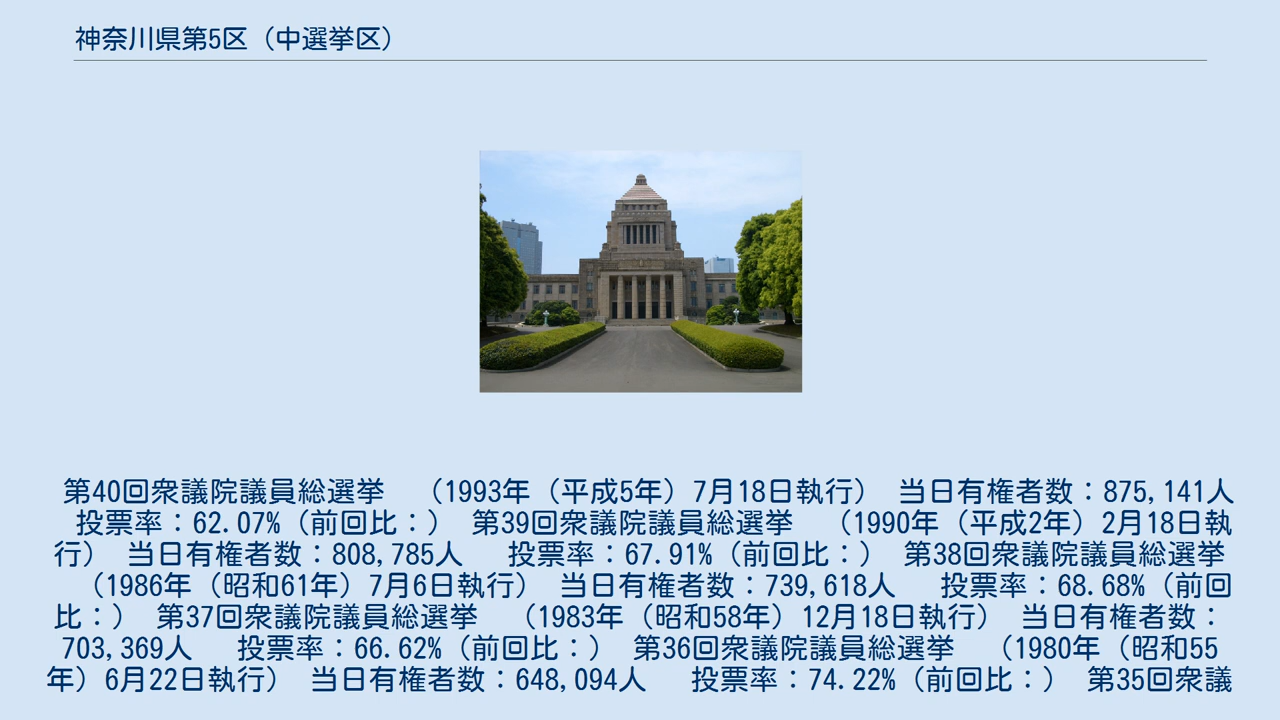 神奈川県第5区（中選挙区）
第40回衆議院議員総選挙　（1993年（平成5年）7月18日執行）　当日有権者数：875,141人
投票率：62.07%（前回比：）　第39回衆議院議員総選挙　（1990年（平成2年）2月18日執
行）　当日有権者数：808,785人　投票率：67.91%（前回比：）　第38回衆議院議員総選挙
（1986年（昭和61年）7月6日執行）　当日有権者数：739,618人　投票率：68.68%（前回
比：）　第37回衆議院議員総選挙　（1983年（昭和58年）12月18日執行）　当日有権者数：
703,369人　投票率：66.62%（前回比：）　第36回衆議院議員総選挙　（1980年（昭和55
年）6月22日執行）　当日有権者数：648,094人　投票率：74.22%（前回比：）　第35回衆議